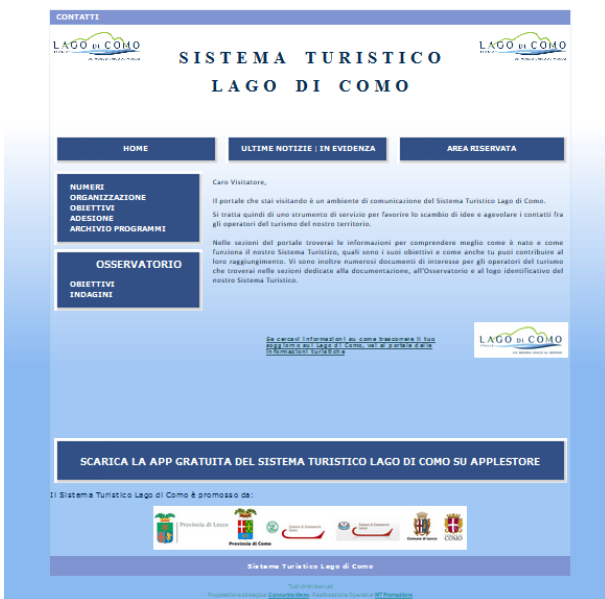 CONTATTI
LAGO DI COMO
LAGO DI COMO
SISTEMA TURISTICO
LAGO DI COMO
HOME
ULTIME NOTIZIE | IN EVIDENZA
AREA RISERVATA
NUMERI
ORGANIZZAZIONE
OBIETTIVI
ADESIONE
ARCHIVIO PROGRAMMI
OSSERVATORIO
OBIETTIVI
INDAGINI
Caro Visitatore,
Il portale che stai visitando è un ambiente di comunicazione del Sistema Turistico Lago di Como.
Si tratta quindi di uno strumento di servizio per favorire lo scambio di idee e agevolare i contatti fra
gli operatori del turismo del nostro territorio.
Nelle sezioni del portale troverai le informazioni per comprendere meglio come è nato e come
funziona il nostro Sistema Turistico, quali sono i suoi obiettivi e come anche tu puoi contribuire al
loro raggiungimento. Vi sono inoltre numerosi documenti di interesse per gli operatori del turismo
che troverai nelle sezioni dedicate alla documentazione, all'Osservatorio e al logo identificativo del
nostro Sistema Turistico.
Se cercavi informazioni su come trascorrere il tuo
soggiorno sul Lago di Como, vai al portale delle
informazioni turistiche
LAGO DI COMO
UN MONDO UNICO AL MONDO
SCARICA LA APP GRATUITA DEL SISTEMA TURISTICO LAGO DI COMO SU APPLESTORE
Il Sistema Turistico Lago di Como è promosso da:
Provincia di Lecco
Provincia di Como
Comune di Lecco
COMO
Sistema Turistico Lago di Como